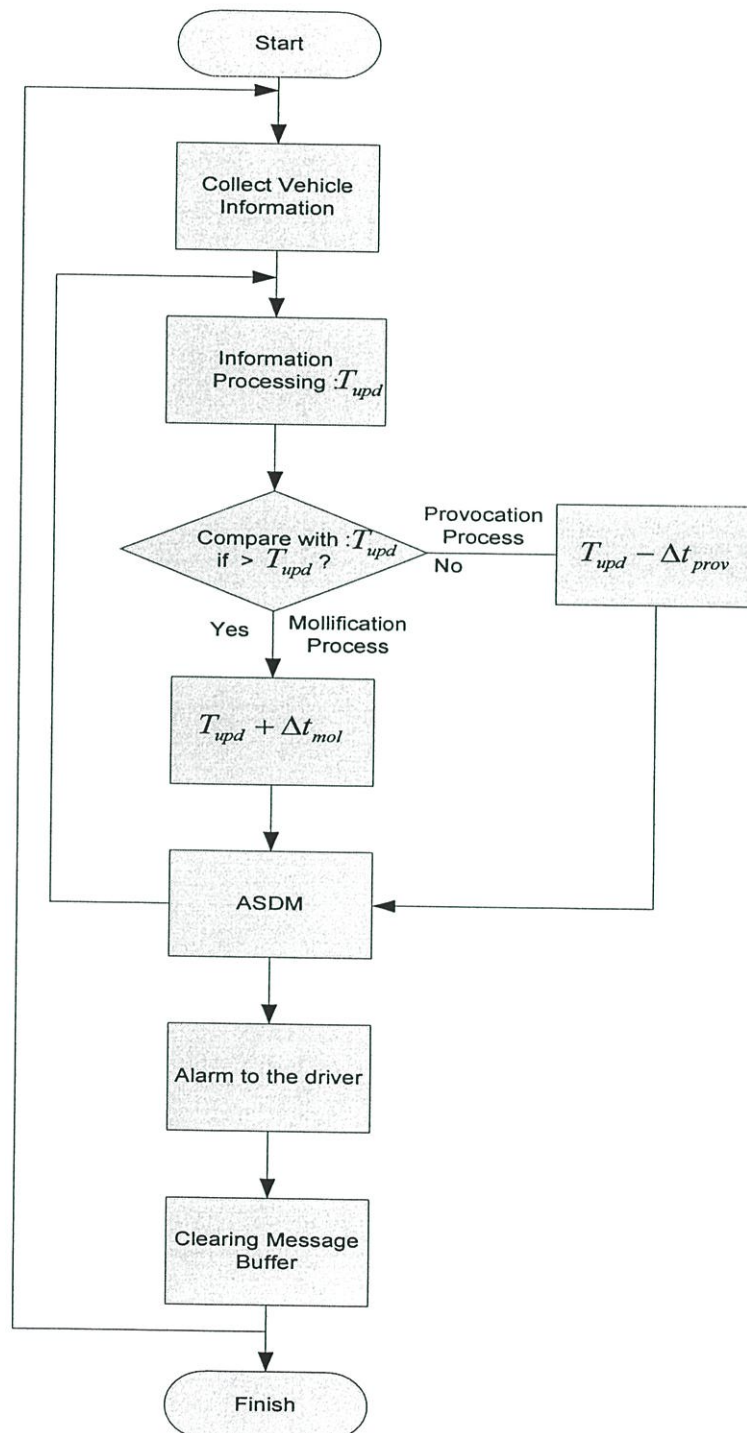 Start
Collect Vehicle
Information
Information
Processing :T_upd
Compare with :T_upd
if > T_upd ?
Provocation
Process
No
T_upd − Δt_prov
Yes
Mollification
Process
T_upd + Δt_mol
ASDM
Alarm to the driver
Clearing Message
Buffer
Finish